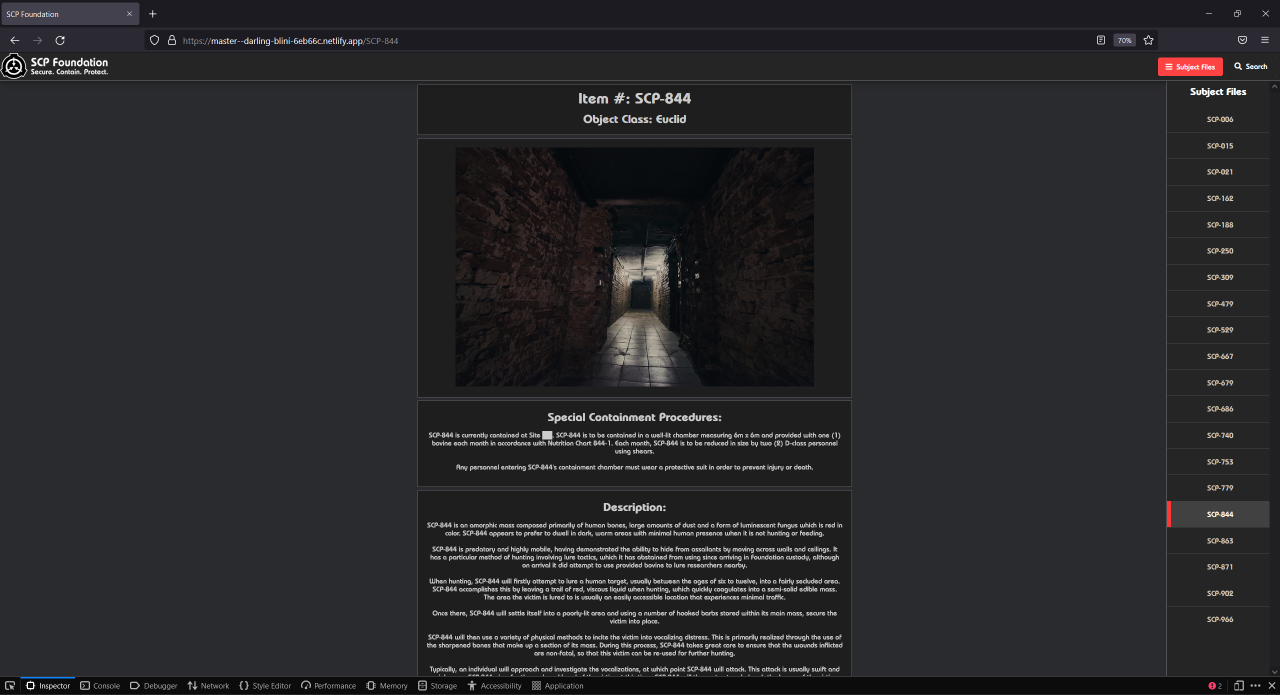 SCP Foundation
https://master--darling-blini-6eb66c.netlify.app/SCP-844
70%
SCP Foundation
Secure. Contain. Protect.
Subject Files
Search
Item #: SCP-844
Object Class: Euclid
Special Containment Procedures:
SCP-844 is currently contained at Site ██, SCP-844 is to be contained in a well-lit chamber measuring 6m x 6m and provided with one (1)
bovine each month in accordance with Nutrition Chart 844-1. Each month, SCP-844 is to be reduced in size by two (2) D-class personnel
using shears.
Any personnel entering SCP-844's containment chamber must wear a protective suit in order to prevent injury or death.
Description:
SCP-844 is an amorphic mass composed primarily of human bones, large amounts of dust and a form of luminescent fungus which is red in
color. SCP-844 appears to prefer to dwell in dark, warm areas with minimal human presence when it is not hunting or feeding.
SCP-844 is predatory and highly mobile, having demonstrated the ability to hide from assailants by moving across walls and ceilings. It
has a particular method of hunting involving lure tactics, which it has abstained from using since arriving in Foundation custody, although
on arrival it did attempt to use provided bovine to lure researchers nearby.
When hunting, SCP-844 will firstly attempt to lure a human target, usually between the ages of six to twelve, into a fairly secluded area.
SCP-844 accomplishes this by leaving a trail of red, viscous liquid when hunting, which quickly coagulates into a semi-solid edible mass.
The area the victim is lured to is usually an easily accessible location that experiences minimal traffic.
Once there, SCP-844 will settle itself into a poorly-lit area and using a number of hooked barbs stored within its main mass, secure the
victim into place.
SCP-844 will then use a variety of physical methods to incite the victim into vocalizing distress. This is primarily realized through the use of
the sharpened bones that make up a section of its mass. During this process, SCP-844 takes great care to ensure that the wounds inflicted
are non-fatal, so that this victim can be re-used for further hunting.
Typically, an individual will approach and investigate the vocalizations, at which point SCP-844 will attack. This attack is usually swift and
Subject Files
SCP-006
SCP-015
SCP-021
SCP-162
SCP-188
SCP-250
SCP-309
SCP-479
SCP-529
SCP-667
SCP-679
SCP-686
SCP-740
SCP-753
SCP-779
SCP-844
SCP-863
SCP-871
SCP-902
SCP-966
Inspector
Console
Debugger
Network
Style Editor
Performance
Memory
Storage
Accessibility
Application
2